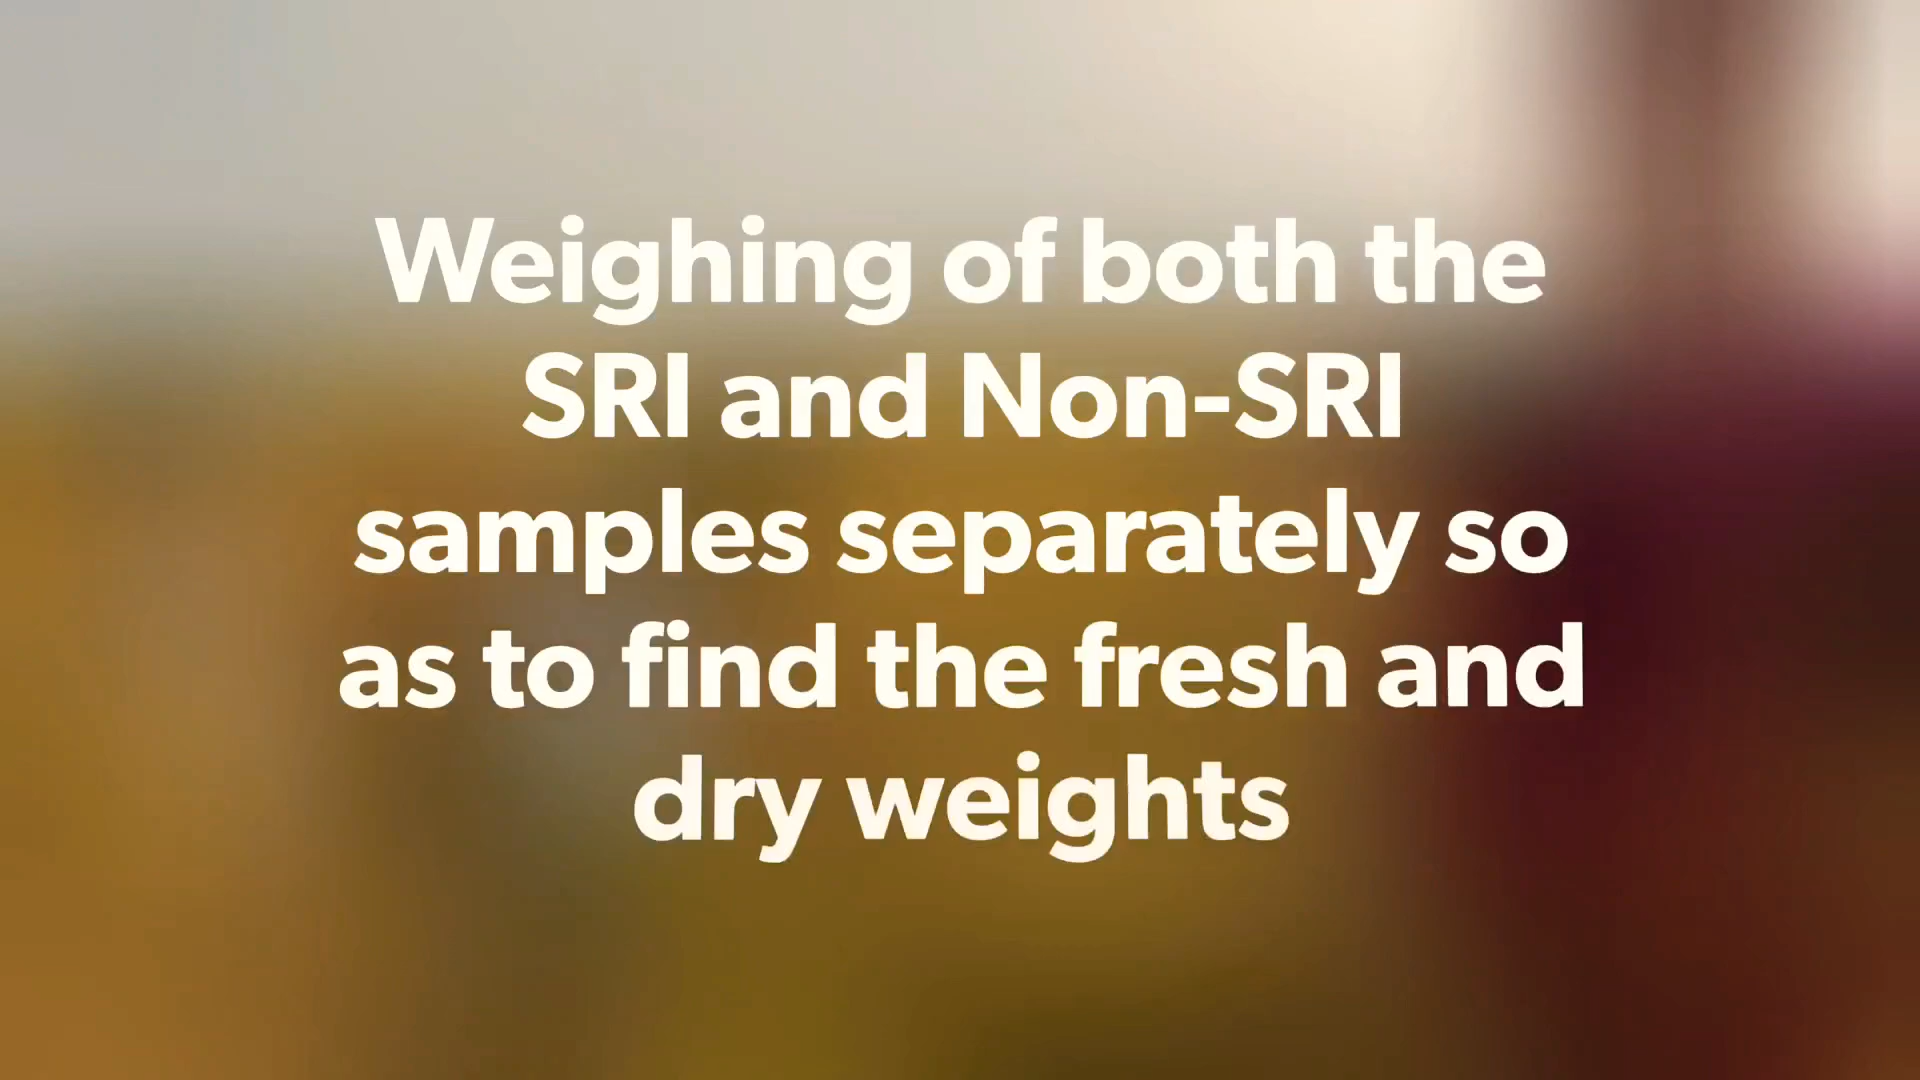 Weighing of both the
SRI and Non-SRI
samples separately so
as to find the fresh and
dry weights